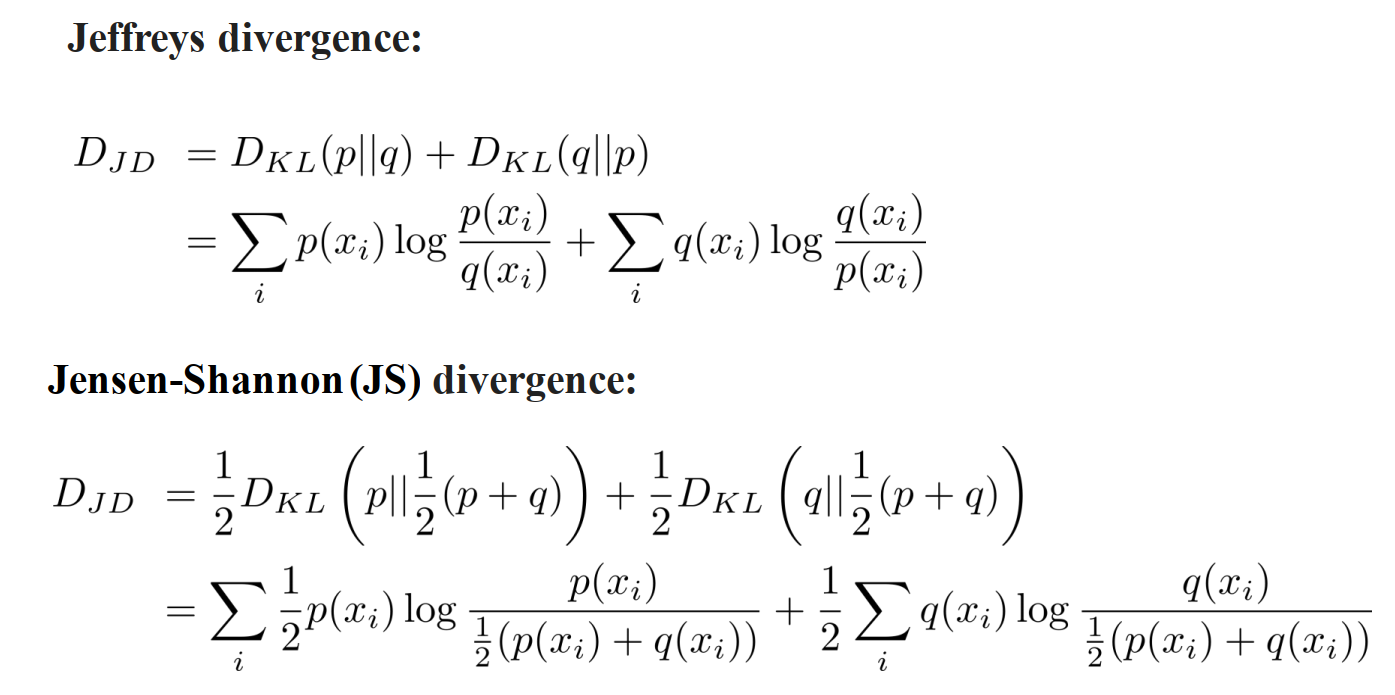 Jeffreys divergence:
D_{JD} = D_{KL}(p||q) + D_{KL}(q||p)
= \sum_i p(x_i) \log \frac{p(x_i)}{q(x_i)} + \sum_i q(x_i) \log \frac{q(x_i)}{p(x_i)}
Jensen-Shannon (JS) divergence:
D_{JD} = \frac{1}{2} D_{KL} \left( p||\frac{1}{2}(p + q) \right) + \frac{1}{2} D_{KL} \left( q||\frac{1}{2}(p + q) \right)
= \sum_i \frac{1}{2} p(x_i) \log \frac{p(x_i)}{\frac{1}{2}(p(x_i) + q(x_i))} + \frac{1}{2} \sum_i q(x_i) \log \frac{q(x_i)}{\frac{1}{2}(p(x_i) + q(x_i))}